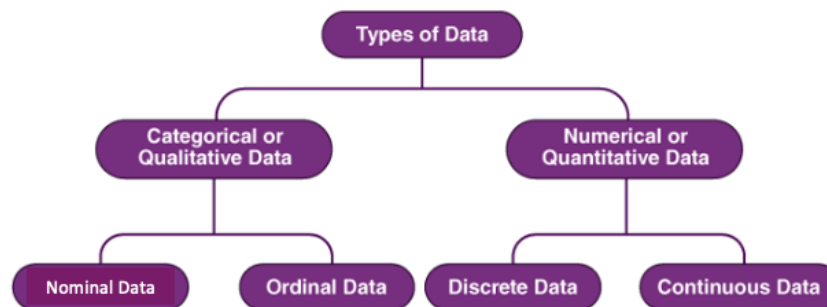 Types of Data
Categorical or
Qualitative Data
Numerical or
Quantitative Data
Nominal Data
Ordinal Data
Discrete Data
Continuous Data